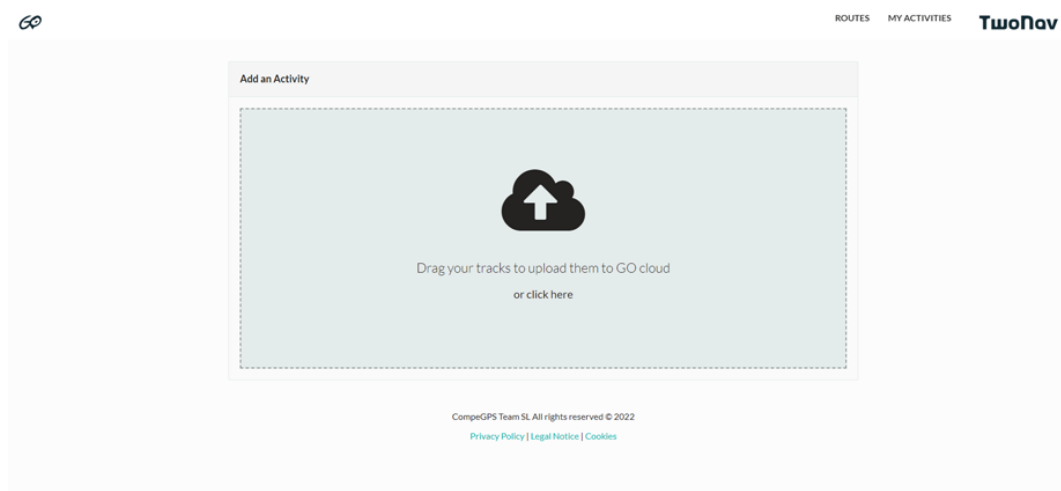 GO
ROUTES MY ACTIVITIES TwoNav
Add an Activity
Drag your tracks to upload them to GO cloud
or click here
CompeGPS Team SL All rights reserved © 2022
Privacy Policy | Legal Notice | Cookies